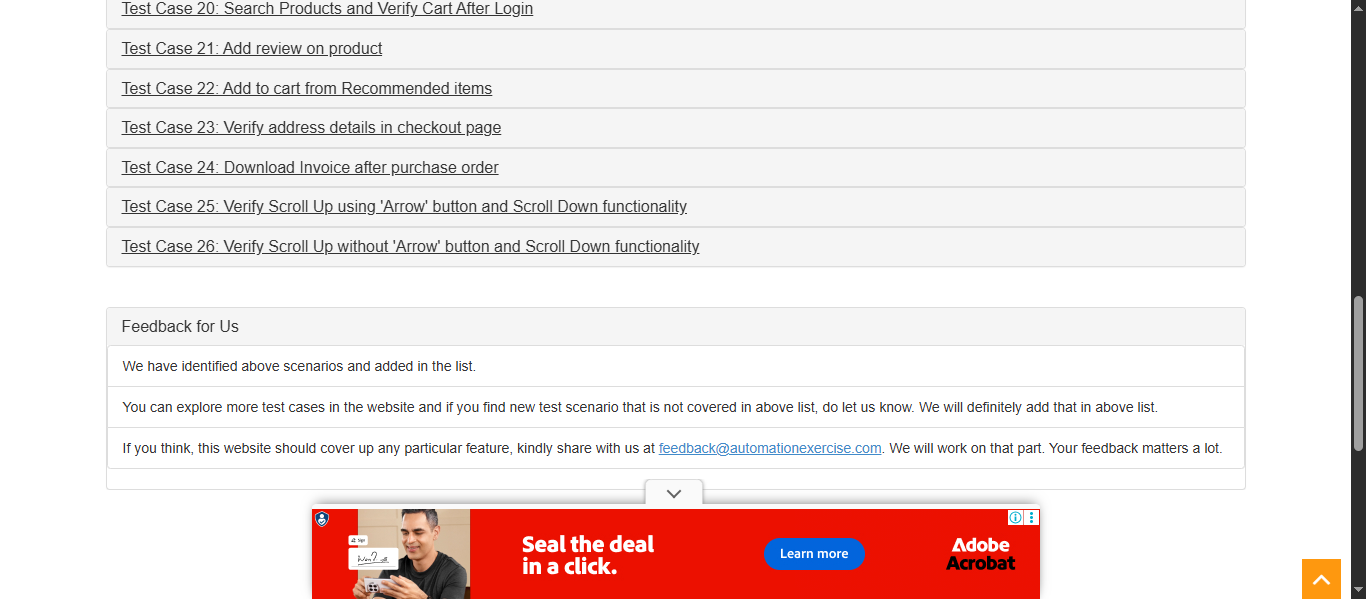 Test Case 20: Search Products and Verify Cart After Login
Test Case 21: Add review on product
Test Case 22: Add to cart from Recommended items
Test Case 23: Verify address details in checkout page
Test Case 24: Download Invoice after purchase order
Test Case 25: Verify Scroll Up using 'Arrow' button and Scroll Down functionality
Test Case 26: Verify Scroll Up without 'Arrow' button and Scroll Down functionality
Feedback for Us
We have identified above scenarios and added in the list.
You can explore more test cases in the website and if you find new test scenario that is not covered in above list, do let us know. We will definitely add that in above list.
If you think, this website should cover up any particular feature, kindly share with us at feedback@automationexercise.com. We will work on that part. Your feedback matters a lot.
Seal the deal
in a click.
Learn more
Adobe
Acrobat